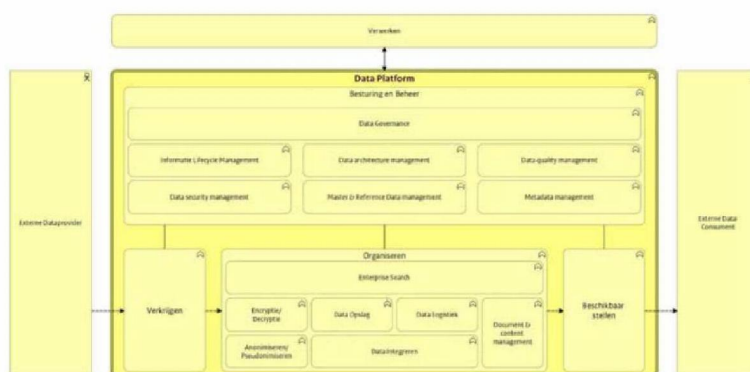 Verwerken
Data Platform
Besturing en Beheer
Data Governance
Informatie Lifecycle Management
Data architecture management
Data-quality management
Data security management
Master & Reference Data management
Metadata management
Externe Dataprovider
Externe Data
Consument
Organiseren
Enterprise Search
Verkrijgen
Encryptie/
Decryptie
Data Opslag
Data Logistiek
Document &
content
management
Beschikbaar
stellen
Anonimiseren/
Pseudonimiseren
Data Integreren